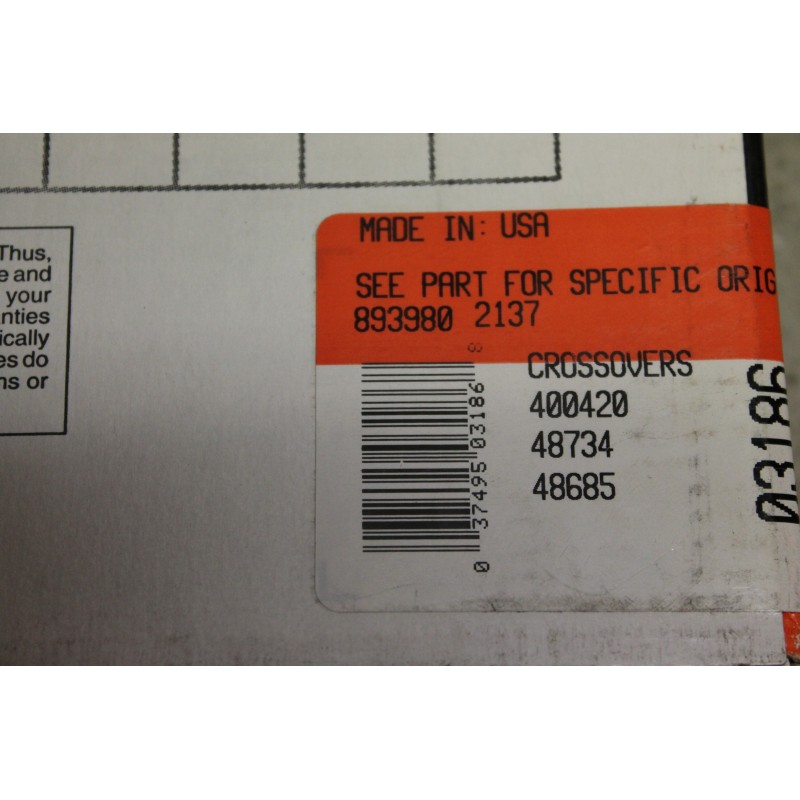 Thus,
e and
your
anties
ically
es do
ns or
MADE IN: USA
SEE PART FOR SPECIFIC ORIG
893980 2137
CROSSOVERS
400420
48734
48685
0 37495 03186 8
03186